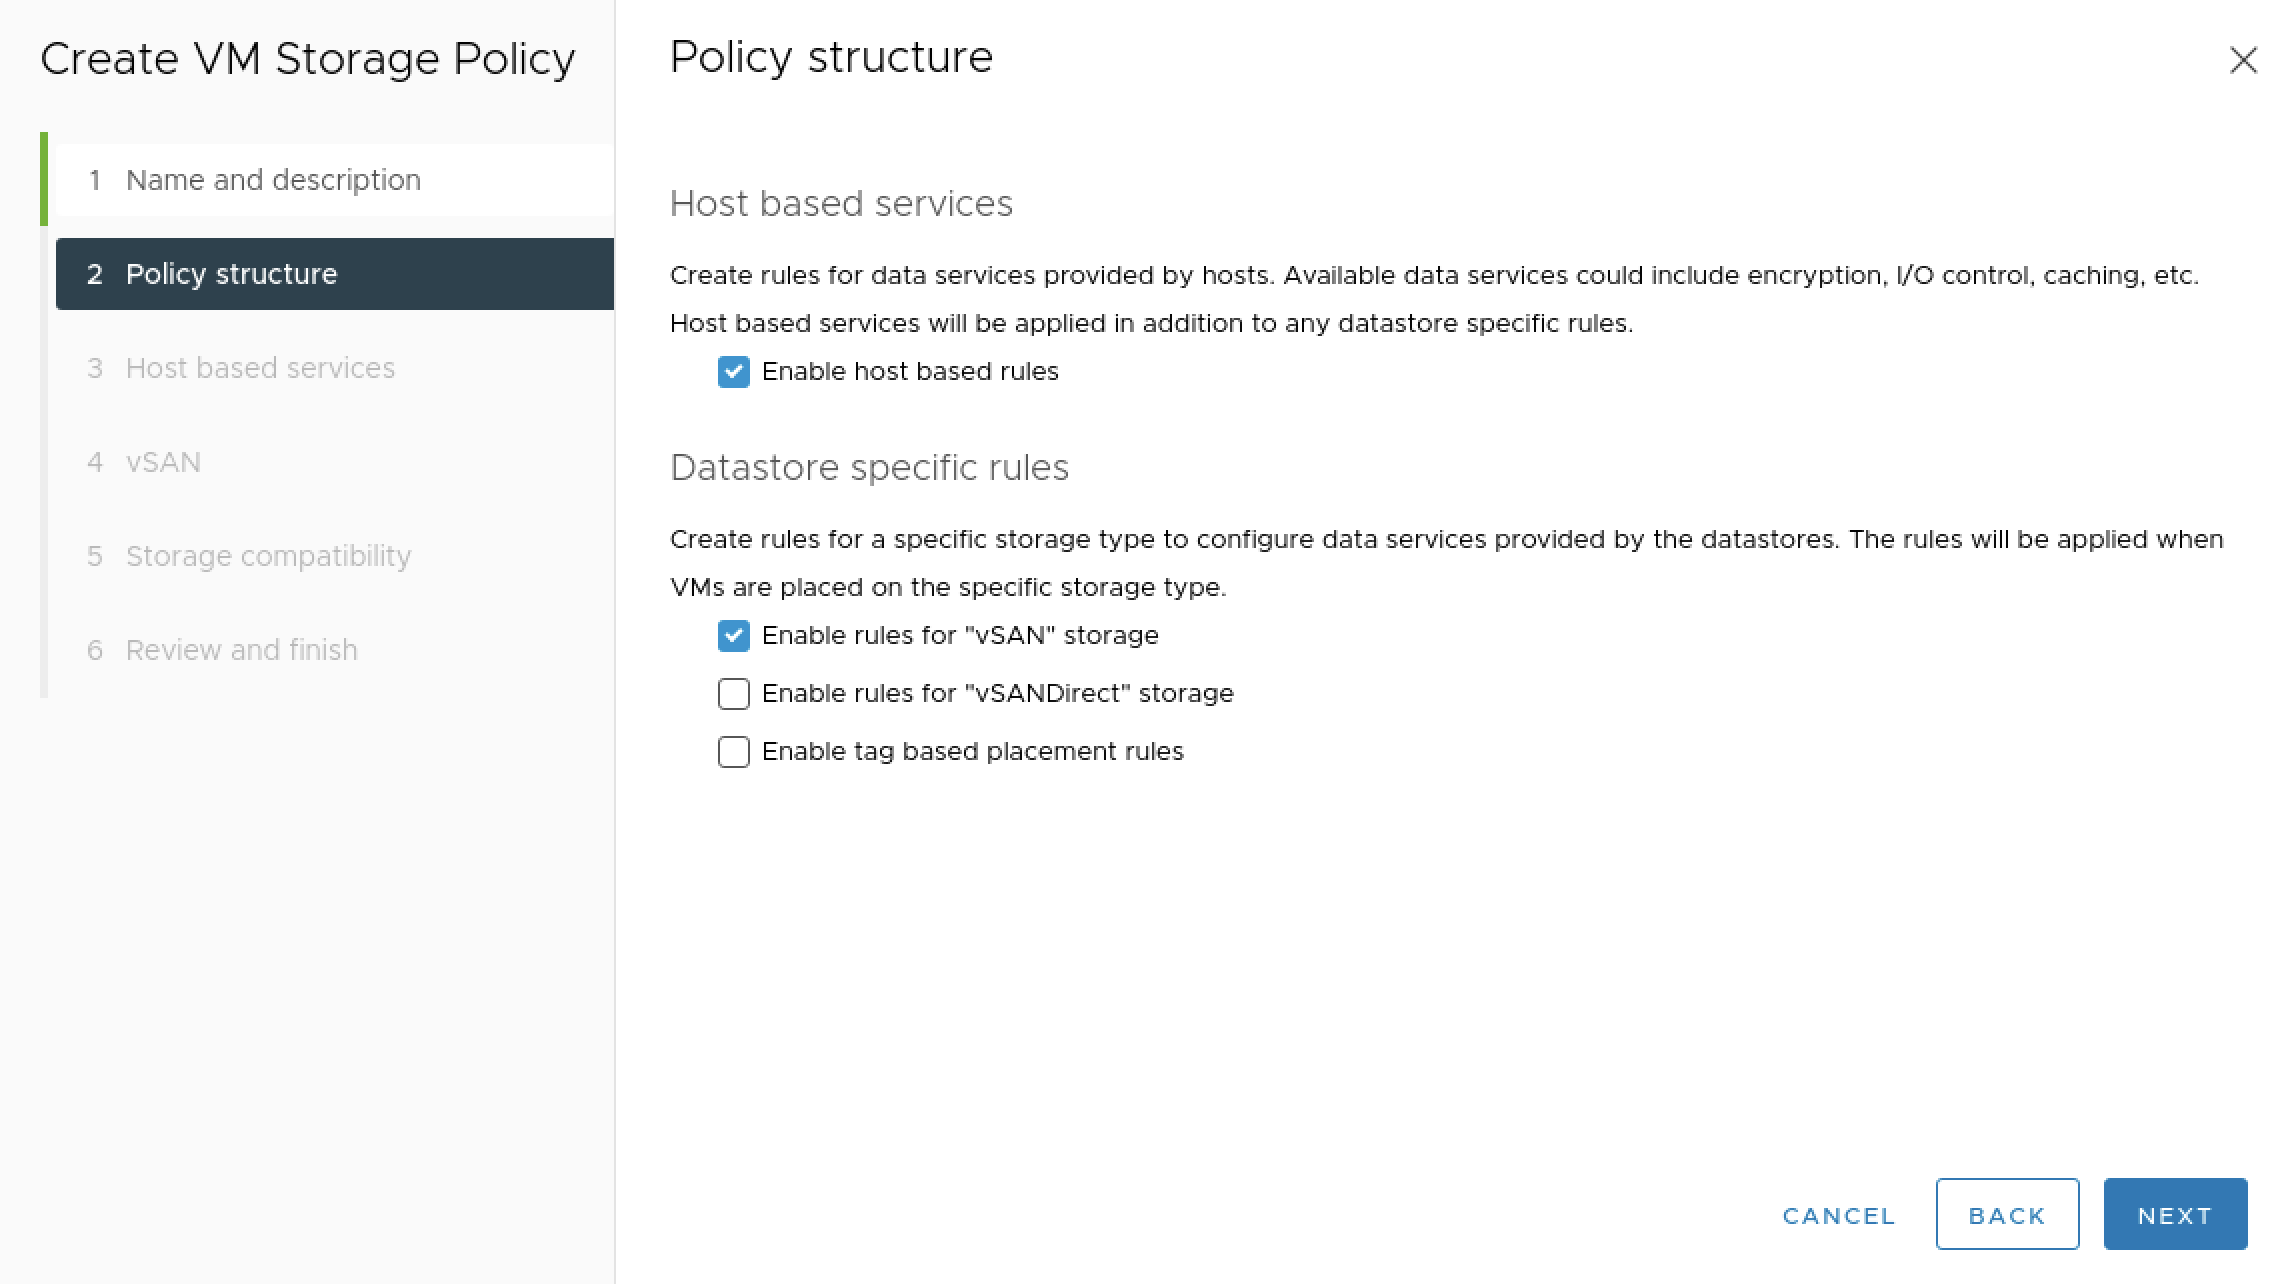 Create VM Storage Policy
1 Name and description
2 Policy structure
3 Host based services
4 vSAN
5 Storage compatibility
6 Review and finish
Policy structure
Host based services
Create rules for data services provided by hosts. Available data services could include encryption, I/O control, caching, etc.
Host based services will be applied in addition to any datastore specific rules.
Enable host based rules
Datastore specific rules
Create rules for a specific storage type to configure data services provided by the datastores. The rules will be applied when
VMs are placed on the specific storage type.
Enable rules for "vSAN" storage
Enable rules for "vSANDirect" storage
Enable tag based placement rules
CANCEL
BACK
NEXT